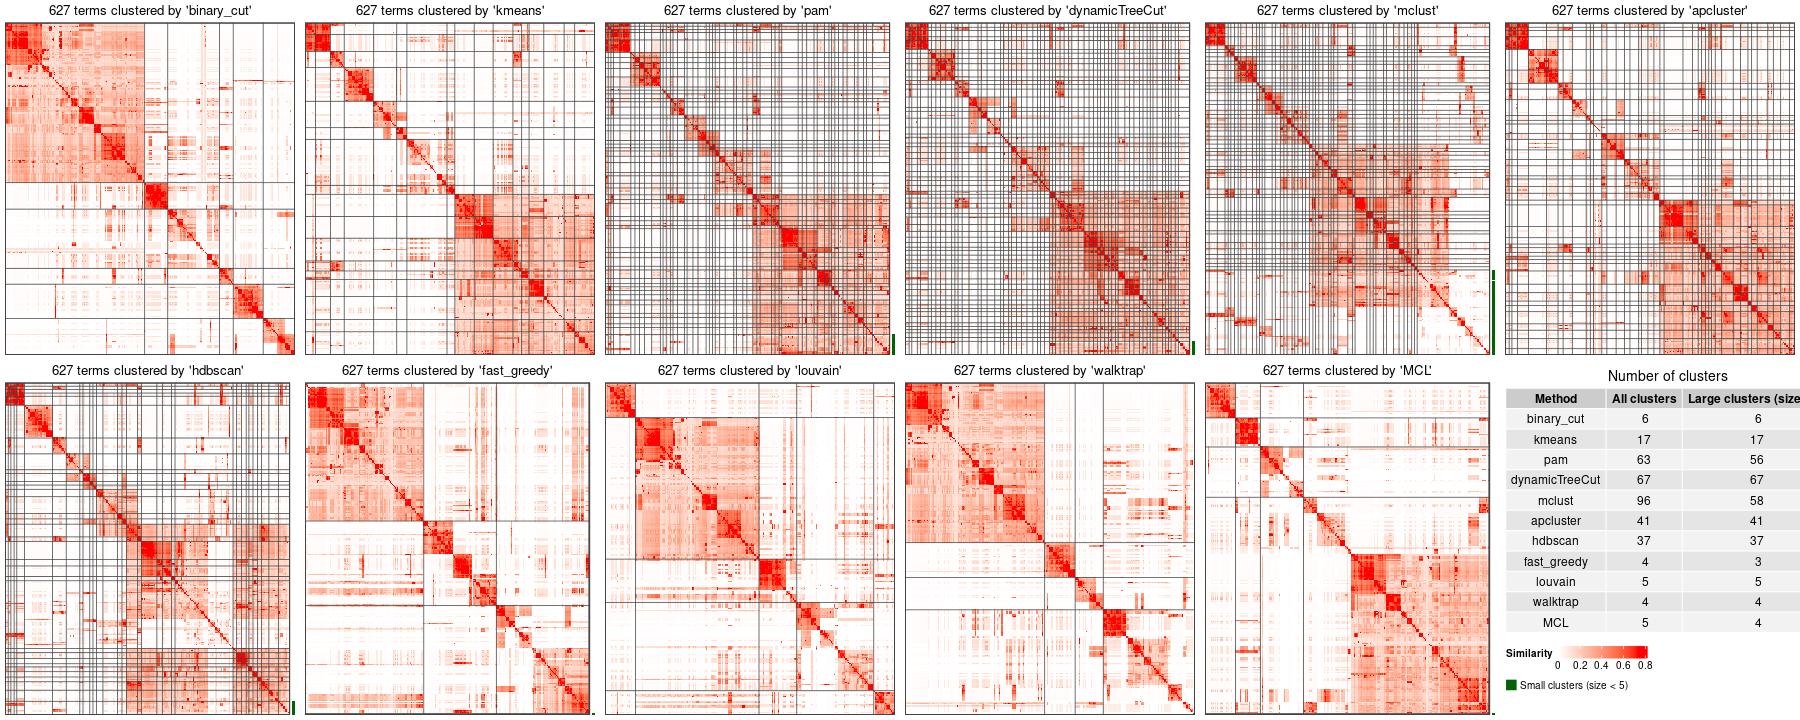 627 terms clustered by 'binary_cut'
627 terms clustered by 'kmeans'
627 terms clustered by 'pam'
627 terms clustered by 'dynamicTreeCut'
627 terms clustered by 'mclust'
627 terms clustered by 'apcluster'
627 terms clustered by 'hdbscan'
627 terms clustered by 'fast_greedy'
627 terms clustered by 'louvain'
627 terms clustered by 'walktrap'
627 terms clustered by 'MCL'
Number of clusters
Method All clusters Large clusters (size
binary_cut 6 6
kmeans 17 17
pam 63 56
dynamicTreeCut 67 67
mclust 96 58
apcluster 41 41
hdbscan 37 37
fast_greedy 4 3
louvain 5 5
walktrap 4 4
MCL 5 4
Similarity
0 0.2 0.4 0.6 0.8
Small clusters (size < 5)